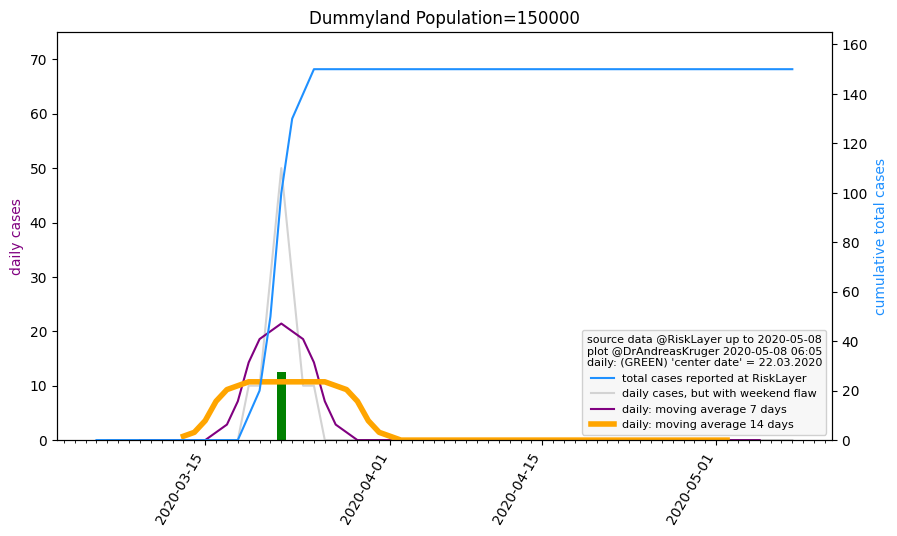 Dummyland Population=150000
70
60
50
40
30
20
10
0
daily cases
160
140
120
100
80
60
40
20
0
cumulative total cases
source data @RiskLayer up to 2020-05-08
plot @DrAndreasKruger 2020-05-08 06:05
daily: (GREEN) 'center date' = 22.03.2020
total cases reported at RiskLayer
daily cases, but with weekend flaw
daily: moving average 7 days
daily: moving average 14 days
2020-03-15
2020-04-01
2020-04-15
2020-05-01